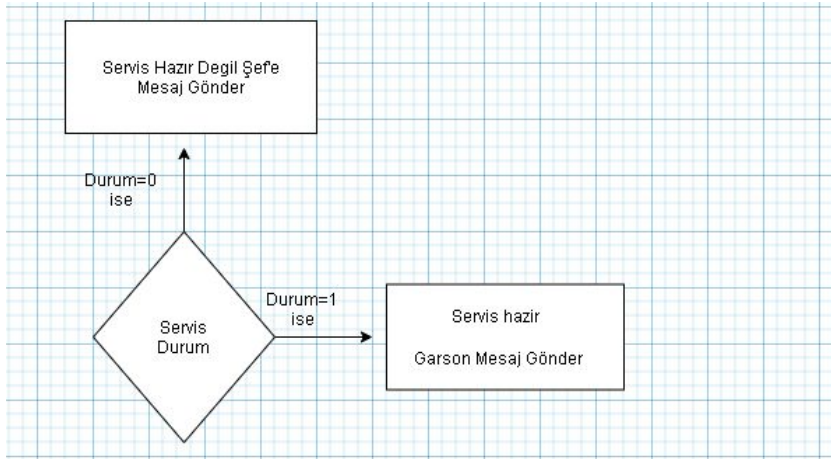 Servis Hazır Degil Şef'e
Mesaj Gönder
Durum=0
ise
Durum=1
ise
Servis
Durum
Servis hazir
Garson Mesaj Gönder